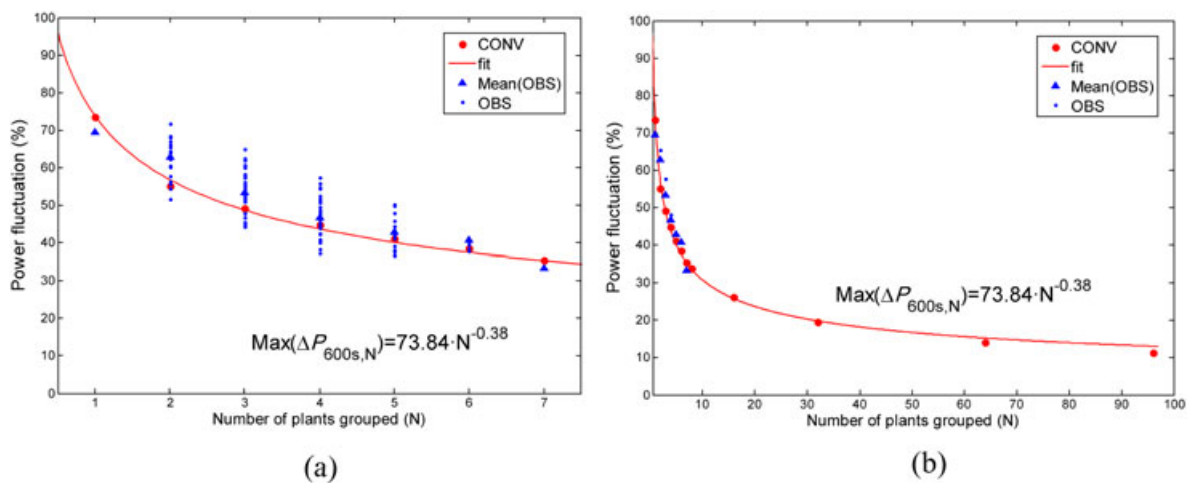 100
90
80
70
60
50
40
30
20
10
0
Power fluctuation (%)
CONV
fit
Mean(OBS)
OBS
Max(ΔP600s,N)=73.84·N-0.38
1 2 3 4 5 6 7
Number of plants grouped (N)
(a)
100
90
80
70
60
50
40
30
20
10
0
Power fluctuation (%)
CONV
fit
Mean(OBS)
OBS
Max(ΔP600s,N)=73.84·N-0.38
10 20 30 40 50 60 70 80 90 100
Number of plants grouped (N)
(b)